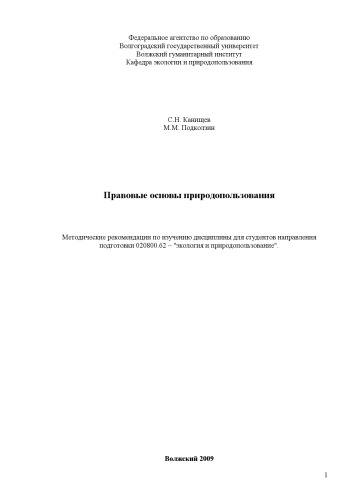 Федеральное агентство по образованию
Волгоградский государственный университет
Волжский гуманитарный институт
Кафедра экологии и природопользования
С.Н. Канищев
М.М. Подколзин
Правовые основы природопользования
Методические рекомендации по изучению дисциплины для студентов направления
подготовки 020800.62 – "экология и природопользование".
Волжский 2009
1